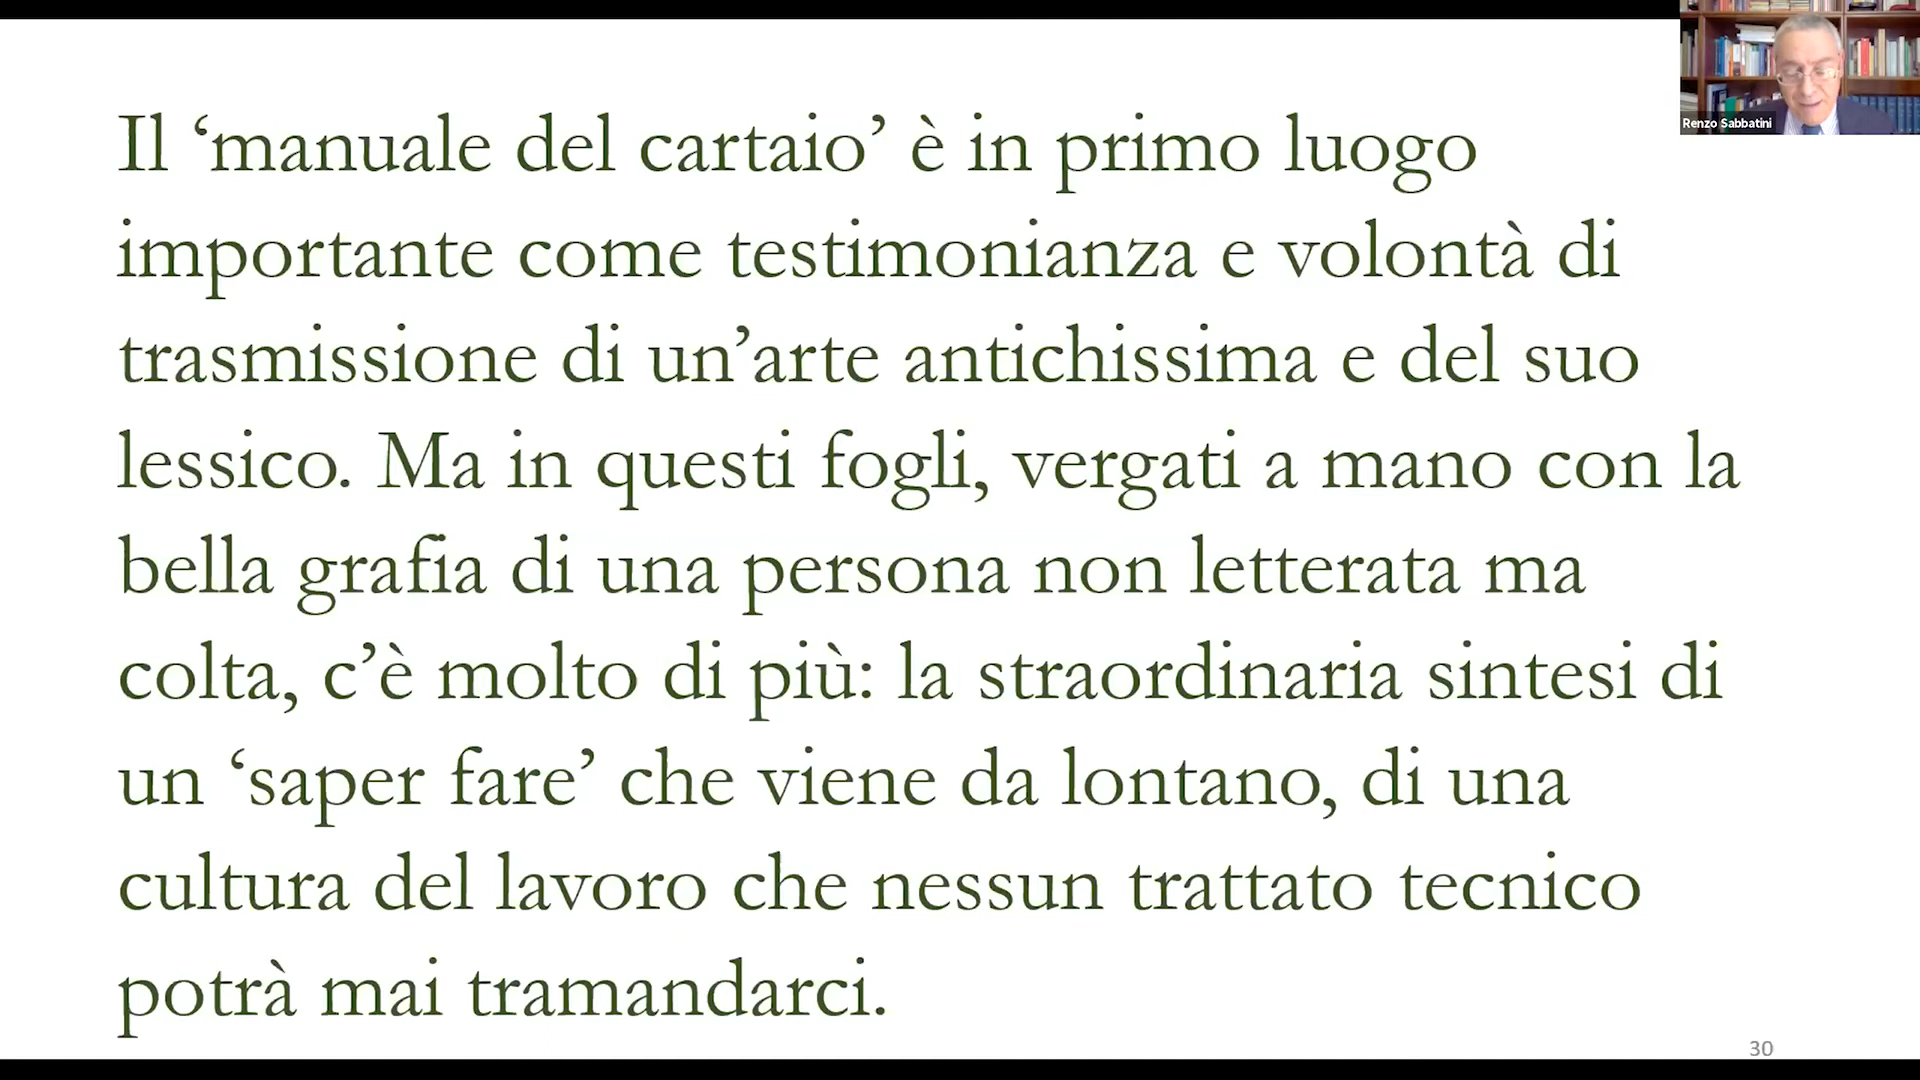 Renzo Sabbatini
Il ‘manuale del cartaio’ è in primo luogo
importante come testimonianza e volontà di
trasmissione di un’arte antichissima e del suo
lessico. Ma in questi fogli, vergati a mano con la
bella grafia di una persona non letterata ma
colta, c’è molto di più: la straordinaria sintesi di
un ‘saper fare’ che viene da lontano, di una
cultura del lavoro che nessun trattato tecnico
potrà mai tramandarci.
30